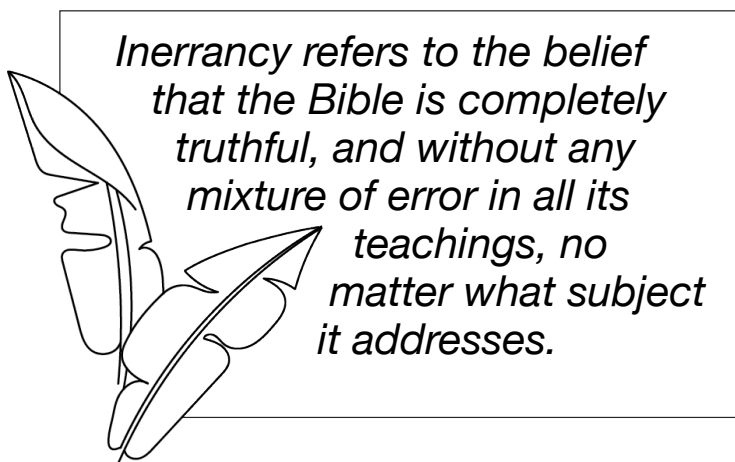 Inerrancy refers to the belief
that the Bible is completely
truthful, and without any
mixture of error in all its
teachings, no
matter what subject
it addresses.